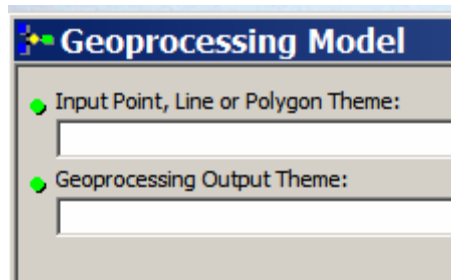 Geoprocessing Model
Input Point, Line or Polygon Theme:
Geoprocessing Output Theme: